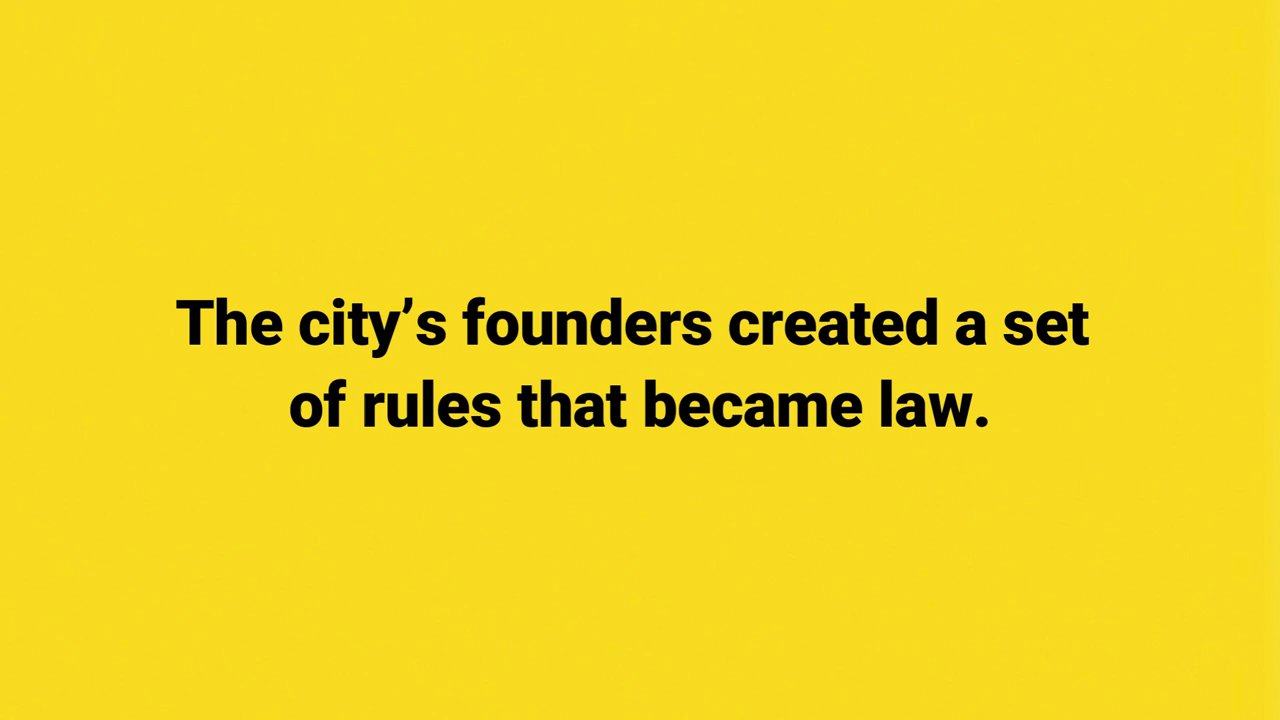 The city’s founders created a set
of rules that became law.